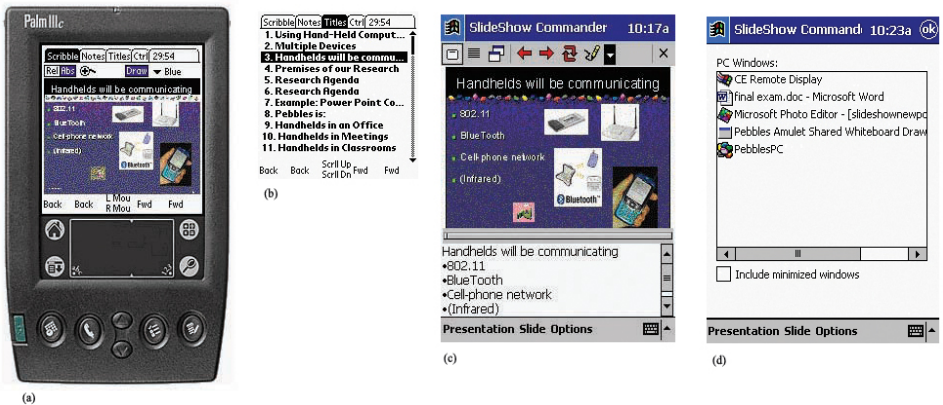 Palm IIIc
Scribble Notes Titles Ctrl 29:54
Rel Abs Draw Blue
Handhelds will be communicating
802.11
BlueTooth
Cell-phone network
(Infrared)
Bluetooth
Back Back L Mou Fwd Fwd
R Mou
(a)
Scribble Notes Titles Ctrl 29:54
1. Using Hand-Held Comput...
2. Multiple Devices
3. Handhelds will be commu...
4. Premises of our Research
5. Research Agenda
6. Research Agenda
7. Example: Power Point Co...
8. Pebbles is:
9. Handhelds in an Office
10. Handhelds in Meetings
11. Handhelds in Classrooms
Back Back Scrll Up Fwd Fwd
Scrll Dn
(b)
SlideShow Commander 10:17a
Handhelds will be communicating
802.11
BlueTooth
Cell-phone network
(Infrared)
Bluetooth™
Handhelds will be communicating
•802.11
•BlueTooth
•Cell-phone network
•(Infrared)
Presentation Slide Options
(c)
SlideShow Command 10:23a ok
PC Windows:
CE Remote Display
final exam.doc - Microsoft Word
Microsoft Photo Editor - [slideshownewpo
Pebbles Amulet Shared Whiteboard Draw
PebblesPC
Include minimized windows
Presentation Slide Options
(d)